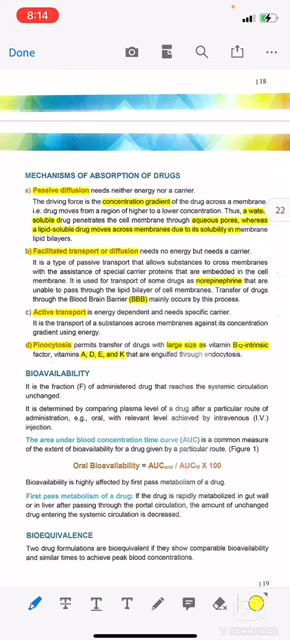 8:14
Done
| 18
MECHANISMS OF ABSORPTION OF DRUGS
a) Passive diffusion needs neither energy nor a carrier.
The driving force is the concentration gradient of the drug across a membrane.
i.e. drug moves from a region of higher to a lower concentration. Thus, a wate
soluble drug penetrates the cell membrane through aqueous pores, whereas
a lipid-soluble drug moves across membranes due to its solubility in membrane
lipid bilayers.
22
b) Facilitated transport or diffusion needs no energy but needs a carrier.
It is a type of passive transport that allows substances to cross membranes
with the assistance of special carrier proteins that are embedded in the cell
membrane. It is used for transport of some drugs as norepinephrine that are
unable to pass through the lipid bilayer of cell membranes. Transfer of drugs
through the Blood Brain Barrier (BBB) mainly occurs by this process.
c) Active transport is energy dependent and needs specific carrier.
It is the transport of a substances across membranes against its concentration
gradient using energy.
d) Pinocytosis permits transfer of drugs with large size as vitamin B12-intrinsic
factor, vitamins A, D, E, and K that are engulfed through endocytosis.
BIOAVAILABILITY
It is the fraction (F) of administered drug that reaches the systemic circulation
unchanged.
It is determined by comparing plasma level of a drug after a particular route of
administration, e.g., oral, with relevant level achieved by intravenous (I.V.)
injection.
The area under blood concentration time curve (AUC) is a common measure
of the extent of bioavailability for a drug given by a particular route. (Figure 1)
Oral Bioavailability = AUCoral / AUCIV X 100
Bioavailability is highly affected by first pass metabolism of a drug.
First pass metabolism of a drug: If the drug is rapidly metabolized in gut wall
or in liver after passing through the portal circulation, the amount of unchanged
drug entering the systemic circulation is decreased.
BIOEQUIVALENCE
Two drug formulations are bioequivalent if they show comparable bioavailability
and similar times to achieve peak blood concentrations.
| 19
V RECORDER